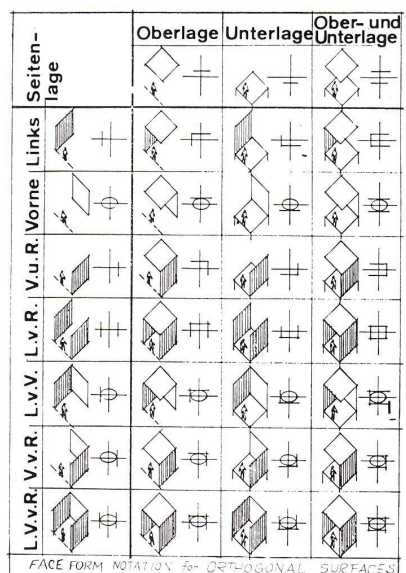 Seiten-
lage
Oberlage
Unterlage
Ober- und
Unterlage
Links
Vorne
V.u.R.
L.v.R.
L.v.V.
V.v.R.
L.V.v.R.
FACE FORM NOTATION for ORTHOGONAL SURFACES